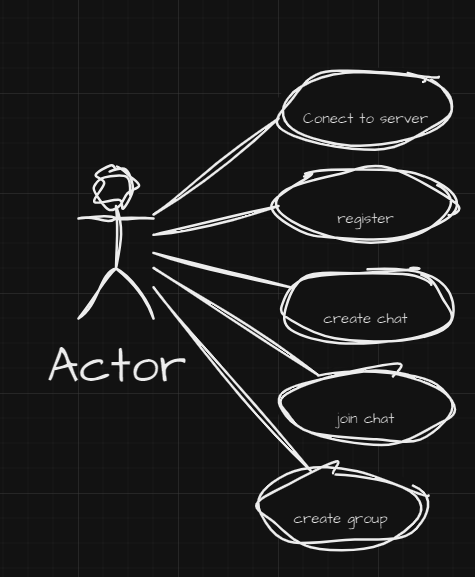 Conect to server
register
create chat
Actor
join chat
create group